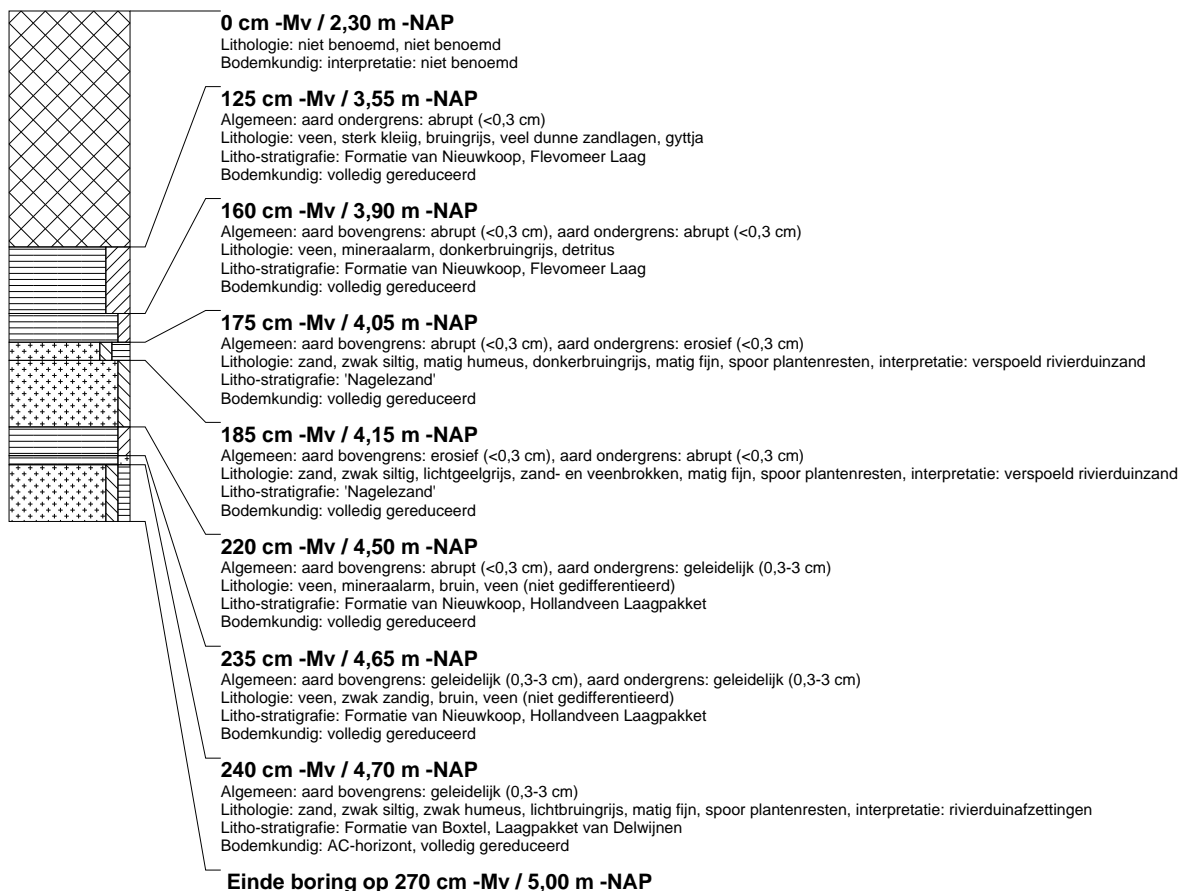 0 cm -Mv / 2,30 m -NAP
Lithologie: niet benoemd, niet benoemd
Bodemkundig: interpretatie: niet benoemd
125 cm -Mv / 3,55 m -NAP
Algemeen: aard ondergrens: abrupt (<0,3 cm)
Lithologie: veen, sterk kleiig, bruingrijs, veel dunne zandlagen, gyttja
Litho-stratigrafie: Formatie van Nieuwkoop, Flevomeer Laag
Bodemkundig: volledig gereduceerd
160 cm -Mv / 3,90 m -NAP
Algemeen: aard bovengrens: abrupt (<0,3 cm), aard ondergrens: abrupt (<0,3 cm)
Lithologie: veen, mineraalarm, donkerbruingrijs, detritus
Litho-stratigrafie: Formatie van Nieuwkoop, Flevomeer Laag
Bodemkundig: volledig gereduceerd
175 cm -Mv / 4,05 m -NAP
Algemeen: aard bovengrens: abrupt (<0,3 cm), aard ondergrens: erosief (<0,3 cm)
Lithologie: zand, zwak siltig, matig humeus, donkerbruingrijs, matig fijn, spoor plantenresten, interpretatie: verspoeld rivierduinzand
Litho-stratigrafie: 'Nagelezand'
Bodemkundig: volledig gereduceerd
185 cm -Mv / 4,15 m -NAP
Algemeen: aard bovengrens: erosief (<0,3 cm), aard ondergrens: abrupt (<0,3 cm)
Lithologie: zand, zwak siltig, lichtgeelgrijs, zand- en veenbrokken, matig fijn, spoor plantenresten, interpretatie: verspoeld rivierduinzand
Litho-stratigrafie: 'Nagelezand'
Bodemkundig: volledig gereduceerd
220 cm -Mv / 4,50 m -NAP
Algemeen: aard bovengrens: abrupt (<0,3 cm), aard ondergrens: geleidelijk (0,3-3 cm)
Lithologie: veen, mineraalarm, bruin, veen (niet gedifferentieerd)
Litho-stratigrafie: Formatie van Nieuwkoop, Hollandveen Laagpakket
Bodemkundig: volledig gereduceerd
235 cm -Mv / 4,65 m -NAP
Algemeen: aard bovengrens: geleidelijk (0,3-3 cm), aard ondergrens: geleidelijk (0,3-3 cm)
Lithologie: veen, zwak zandig, bruin, veen (niet gedifferentieerd)
Litho-stratigrafie: Formatie van Nieuwkoop, Hollandveen Laagpakket
Bodemkundig: volledig gereduceerd
240 cm -Mv / 4,70 m -NAP
Algemeen: aard bovengrens: geleidelijk (0,3-3 cm)
Lithologie: zand, zwak siltig, zwak humeus, lichtbruingrijs, matig fijn, spoor plantenresten, interpretatie: rivierduinafzettingen
Litho-stratigrafie: Formatie van Boxtel, Laagpakket van Delwijnen
Bodemkundig: AC-horizont, volledig gereduceerd
Einde boring op 270 cm -Mv / 5,00 m -NAP